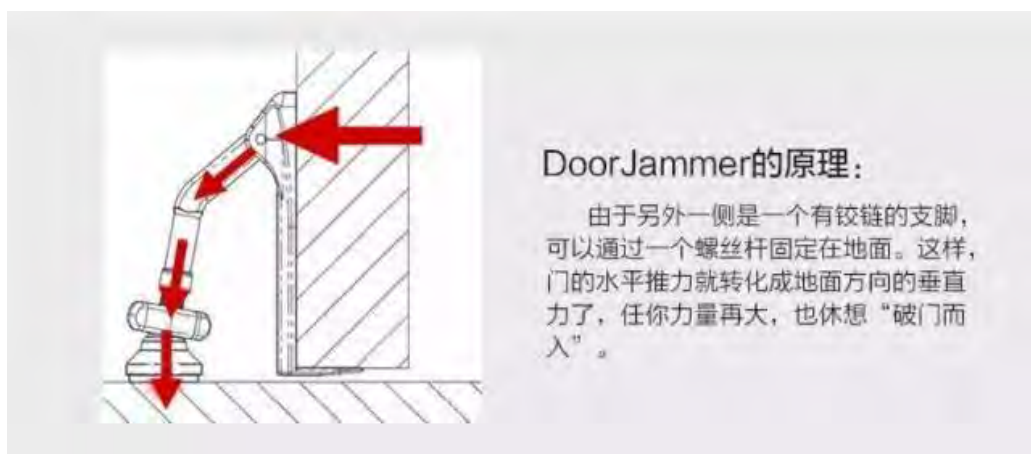 DoorJammer的原理：
由于另外一侧是一个有铰链的支脚，
可以通过一个螺丝杆固定在地面。这样，
门的水平推力就转化成地面方向的垂直
力了，任你力量再大，也休想“破门而
入”。